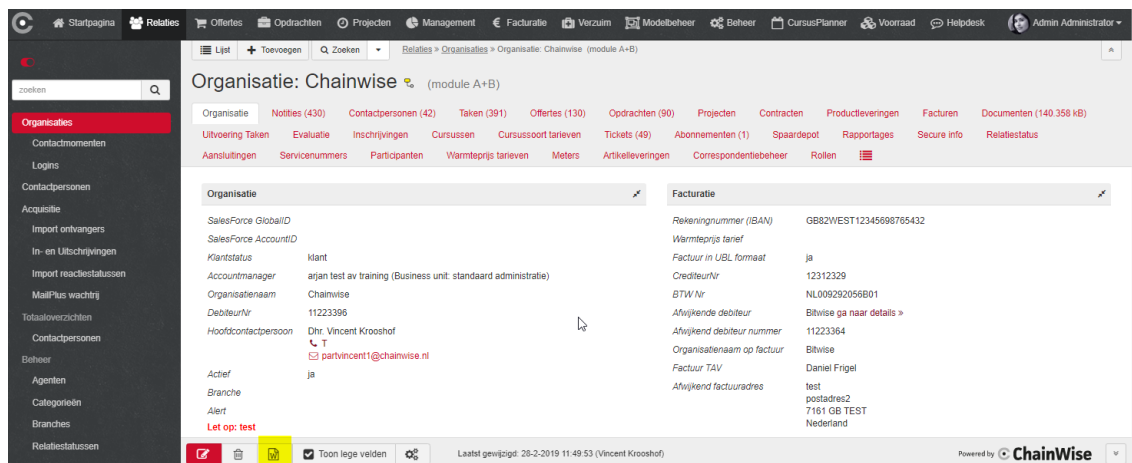 Startpagina Relaties Offertes Opdrachten Projecten Management Facturatie Verzuim Modelbeheer Beheer CursusPlanner Voorraad Helpdesk Admin Administrator
Lijst Toevoegen Zoeken Relaties » Organisaties » Organisatie: Chainwise (module A+B)
zoeken
Organisaties
Contactmomenten
Logins
Contactpersonen
Acquisitie
Import ontvangers
In- en Uitschrijvingen
Import reactiestatussen
MailPlus wachtrij
Totaaloverzichten
Contactpersonen
Beheer
Agenten
Categorieën
Branches
Relatiestatussen
Organisatie: Chainwise (module A+B)
Organisatie Notities (430) Contactpersonen (42) Taken (391) Offertes (130) Opdrachten (90) Projecten Contracten Productleveringen Facturen Documenten (140.358 kB)
Uitvoering Taken Evaluatie Inschrijvingen Cursussen Cursussoort tarieven Tickets (49) Abonnementen (1) Spaardepot Rapportages Secure info Relatiestatus
Aansluitingen Servicenummers Participanten Warmteprijs tarieven Meters Artikelleveringen Correspondentiebeheer Rollen
Organisatie
SalesForce GlobalID
SalesForce AccountID
Klantstatus klant
Accountmanager arjan test av training (Business unit: standaard administratie)
Organisatienaam Chainwise
DebiteurNr 11223396
Hoofdcontactpersoon Dhr. Vincent Krooshof
T
partvincent1@chainwise.nl
Actief ja
Branche
Alert
Let op: test
Facturatie
Rekeningnummer (IBAN) GB82WEST12345698765432
Warmteprijs tarief
Factuur in UBL formaat ja
CrediteurNr 12312329
BTW Nr NL009292056B01
Afwijkende debiteur Bitwise ga naar details »
Afwijkend debiteur nummer 11223364
Organisatienaam op factuur Bitwise
Factuur TAV Daniel Frigel
Afwijkend factuuradres test
postadres2
7161 GB TEST
Nederland
Toon lege velden Laatst gewijzigd: 28-2-2019 11:49:53 (Vincent Krooshof) Powered by ChainWise